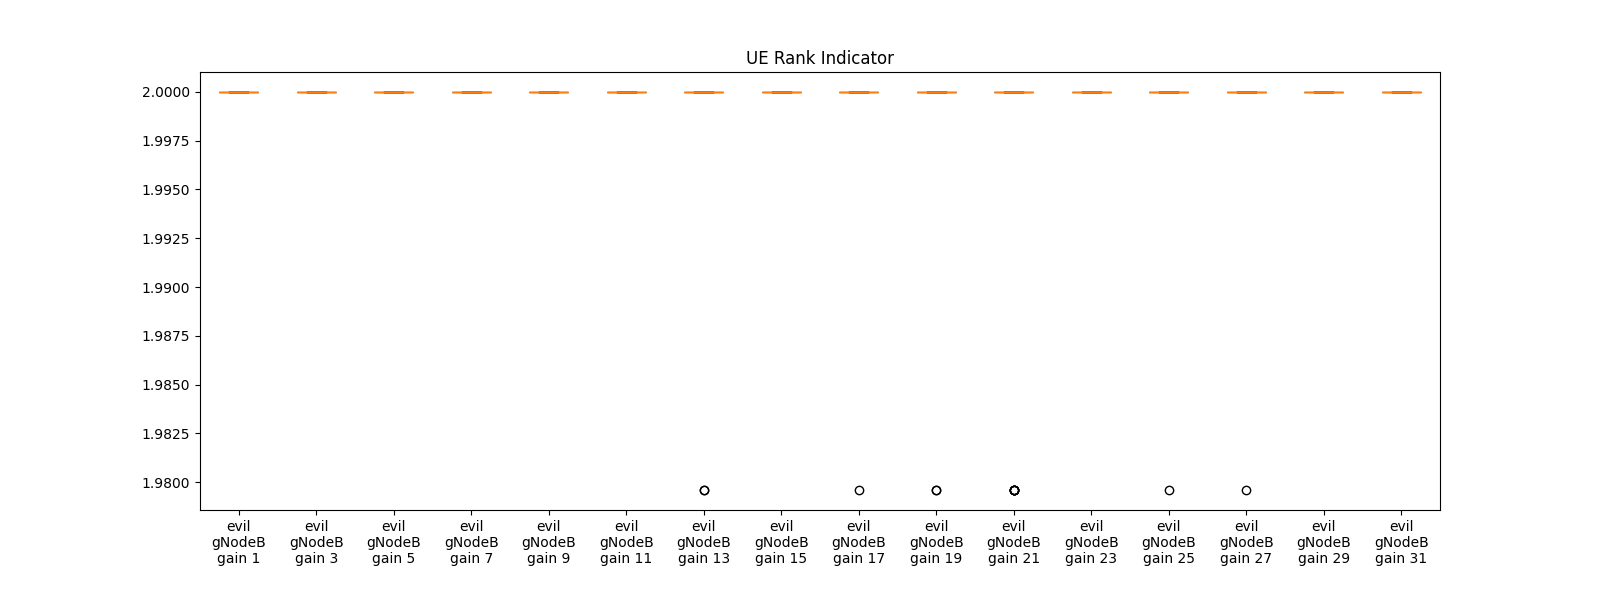 UE Rank Indicator
2.0000
1.9975
1.9950
1.9925
1.9900
1.9875
1.9850
1.9825
1.9800
evil
gNodeB
gain 1
evil
gNodeB
gain 3
evil
gNodeB
gain 5
evil
gNodeB
gain 7
evil
gNodeB
gain 9
evil
gNodeB
gain 11
evil
gNodeB
gain 13
evil
gNodeB
gain 15
evil
gNodeB
gain 17
evil
gNodeB
gain 19
evil
gNodeB
gain 21
evil
gNodeB
gain 23
evil
gNodeB
gain 25
evil
gNodeB
gain 27
evil
gNodeB
gain 29
evil
gNodeB
gain 31